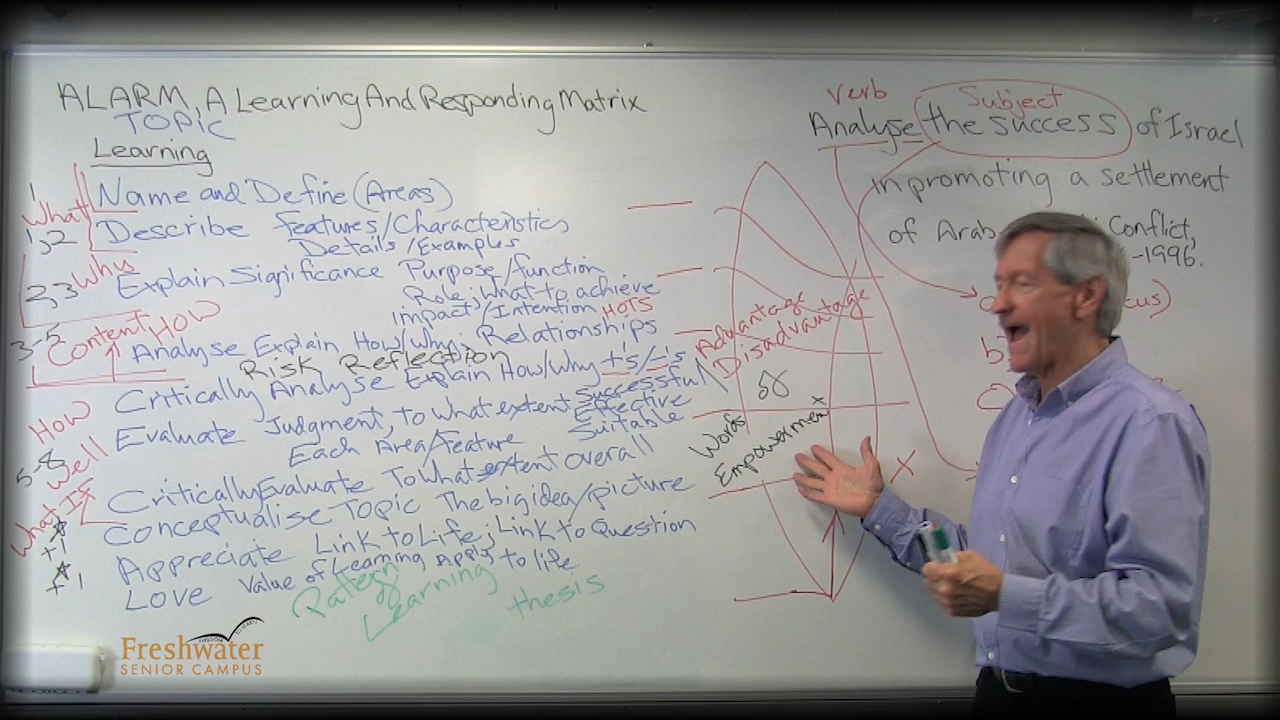 ALARM, A Learning And Responding Matrix
TOPIC
Learning
1
Name and Define (Areas)
What
1,2
Describe Features/Characteristics
Details/Examples
Why
2,3
Explain Significance Purpose/function
Role; what to achieve
impact/Intention HOTS
Content HOW
3-5
Analyse Explain How/Why, Relationships
Risk Reflection
Critically Analyse Explain How/Why +'s/-'s
How
Well
5-8
Evaluate Judgment, to what extent successful
Effective
Suitable
Each Area/feature
Critically Evaluate To What extent overall
What If
Conceptualise TOPIC The big idea/picture
+1
Appreciate Link to Life; Link to Question
+1
Love Value of Learning Apply to life
Pattern
Learning
thesis
Advantage
Disadvantage
Words
Empowerment
verb
Subject
Analyse the success of Israel
in promoting a settlement
of Arab Conflict,
-1996.
b)
Freshwater
SENIOR CAMPUS